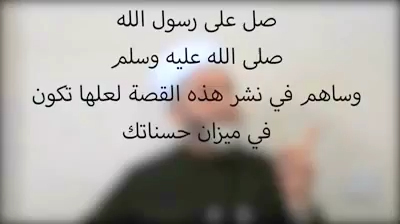 صل على رسول الله
صلى الله عليه وسلم
وساهم في نشر هذه القصة لعلها تكون
في ميزان حسناتك